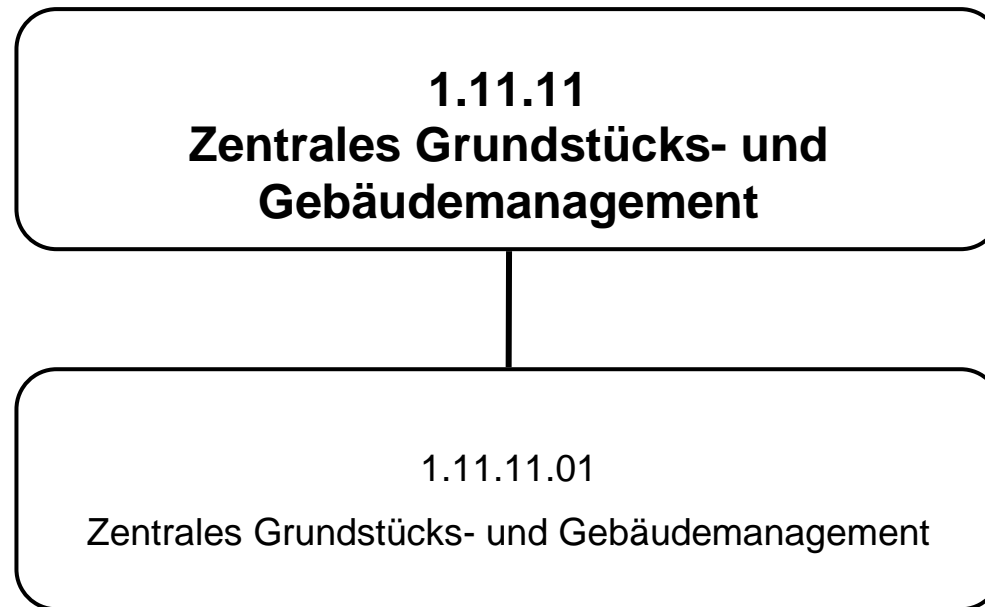 1.11.11
Zentrales Grundstücks- und
Gebäudemanagement
1.11.11.01
Zentrales Grundstücks- und Gebäudemanagement